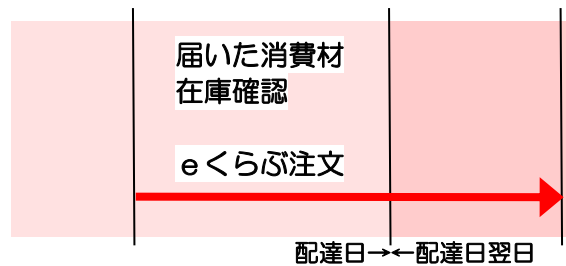 届いた消費材
在庫確認
eくらぶ注文
配達日→←配達日翌日